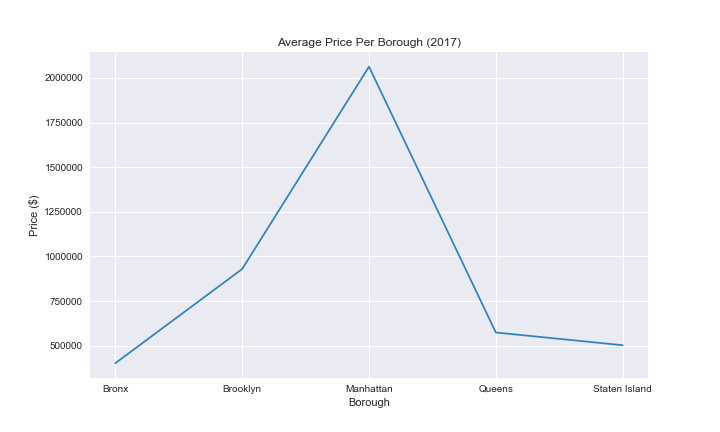 Average Price Per Borough (2017)
2000000
1750000
1500000
1250000
1000000
750000
500000
Price ($)
Bronx Brooklyn Manhattan Queens Staten Island
Borough